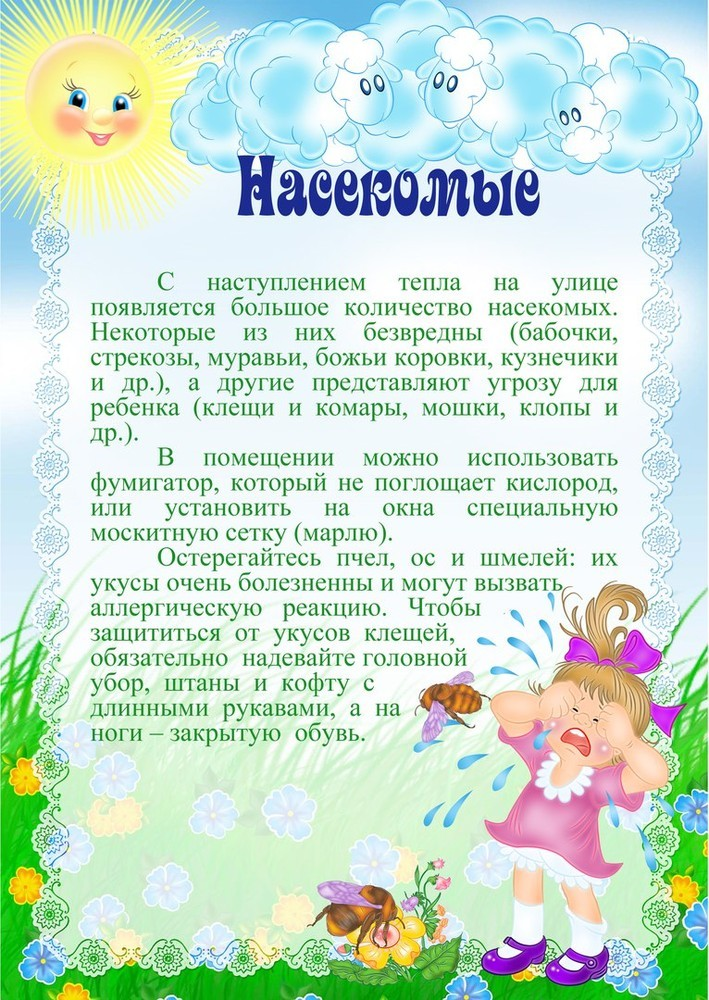 Насекомые
С наступлением тепла на улице
появляется большое количество насекомых.
Некоторые из них безвредны (бабочки,
стрекозы, муравьи, божьи коровки, кузнечики
и др.), а другие представляют угрозу для
ребенка (клещи и комары, мошки, клопы и
др.).
В помещении можно использовать
фумигатор, который не поглощает кислород,
или установить на окна специальную
москитную сетку (марлю).
Остерегайтесь пчел, ос и шмелей: их
укусы очень болезненны и могут вызвать
аллергическую реакцию. Чтобы
защититься от укусов клещей,
обязательно надевайте головной
убор, штаны и кофту с
длинными рукавами, а на
ноги – закрытую обувь.